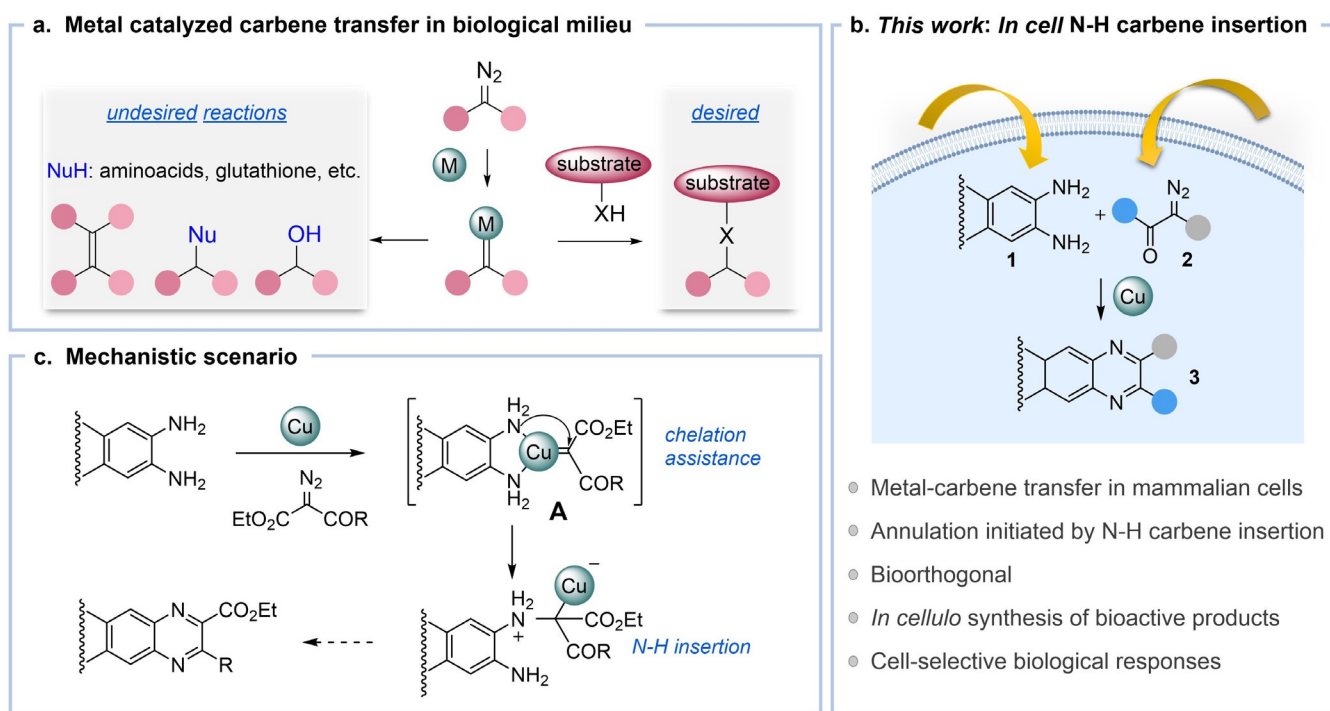 a. Metal catalyzed carbene transfer in biological milieu
N2
undesired reactions
desired
NuH: aminoacids, glutathione, etc.
M
substrate
XH
substrate
X
M
Nu
OH
b. This work: In cell N-H carbene insertion
NH2
NH2
1
+
N2
O
2
Cu
N
N
3
Metal-carbene transfer in mammalian cells
Annulation initiated by N-H carbene insertion
Bioorthogonal
In cellulo synthesis of bioactive products
Cell-selective biological responses
c. Mechanistic scenario
NH2
NH2
Cu
N2
EtO2C
COR
H2
N
Cu
N
H2
CO2Et
COR
A
chelation
assistance
Cu
–
H2
N
+
CO2Et
COR
NH2
N-H insertion
N
N
CO2Et
R